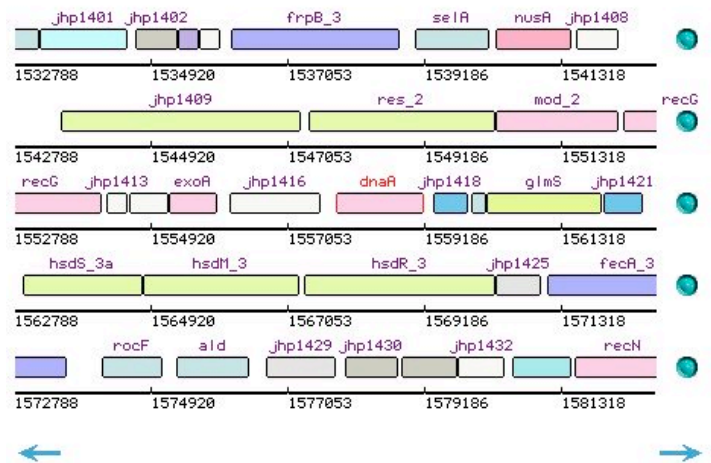 jhp1401 jhp1402 frpB_3 selA nusA jhp1408
1532788 1534920 1537053 1539186 1541318
jhp1409 res_2 mod_2 recG
1542788 1544920 1547053 1549186 1551318
recG jhp1413 exoA jhp1416 dnaA jhp1418 glmS jhp1421
1552788 1554920 1557053 1559186 1561318
hsdS_3a hsdM_3 hsdR_3 jhp1425 fecA_3
1562788 1564920 1567053 1569186 1571318
rocF ald jhp1429 jhp1430 jhp1432 recN
1572788 1574920 1577053 1579186 1581318